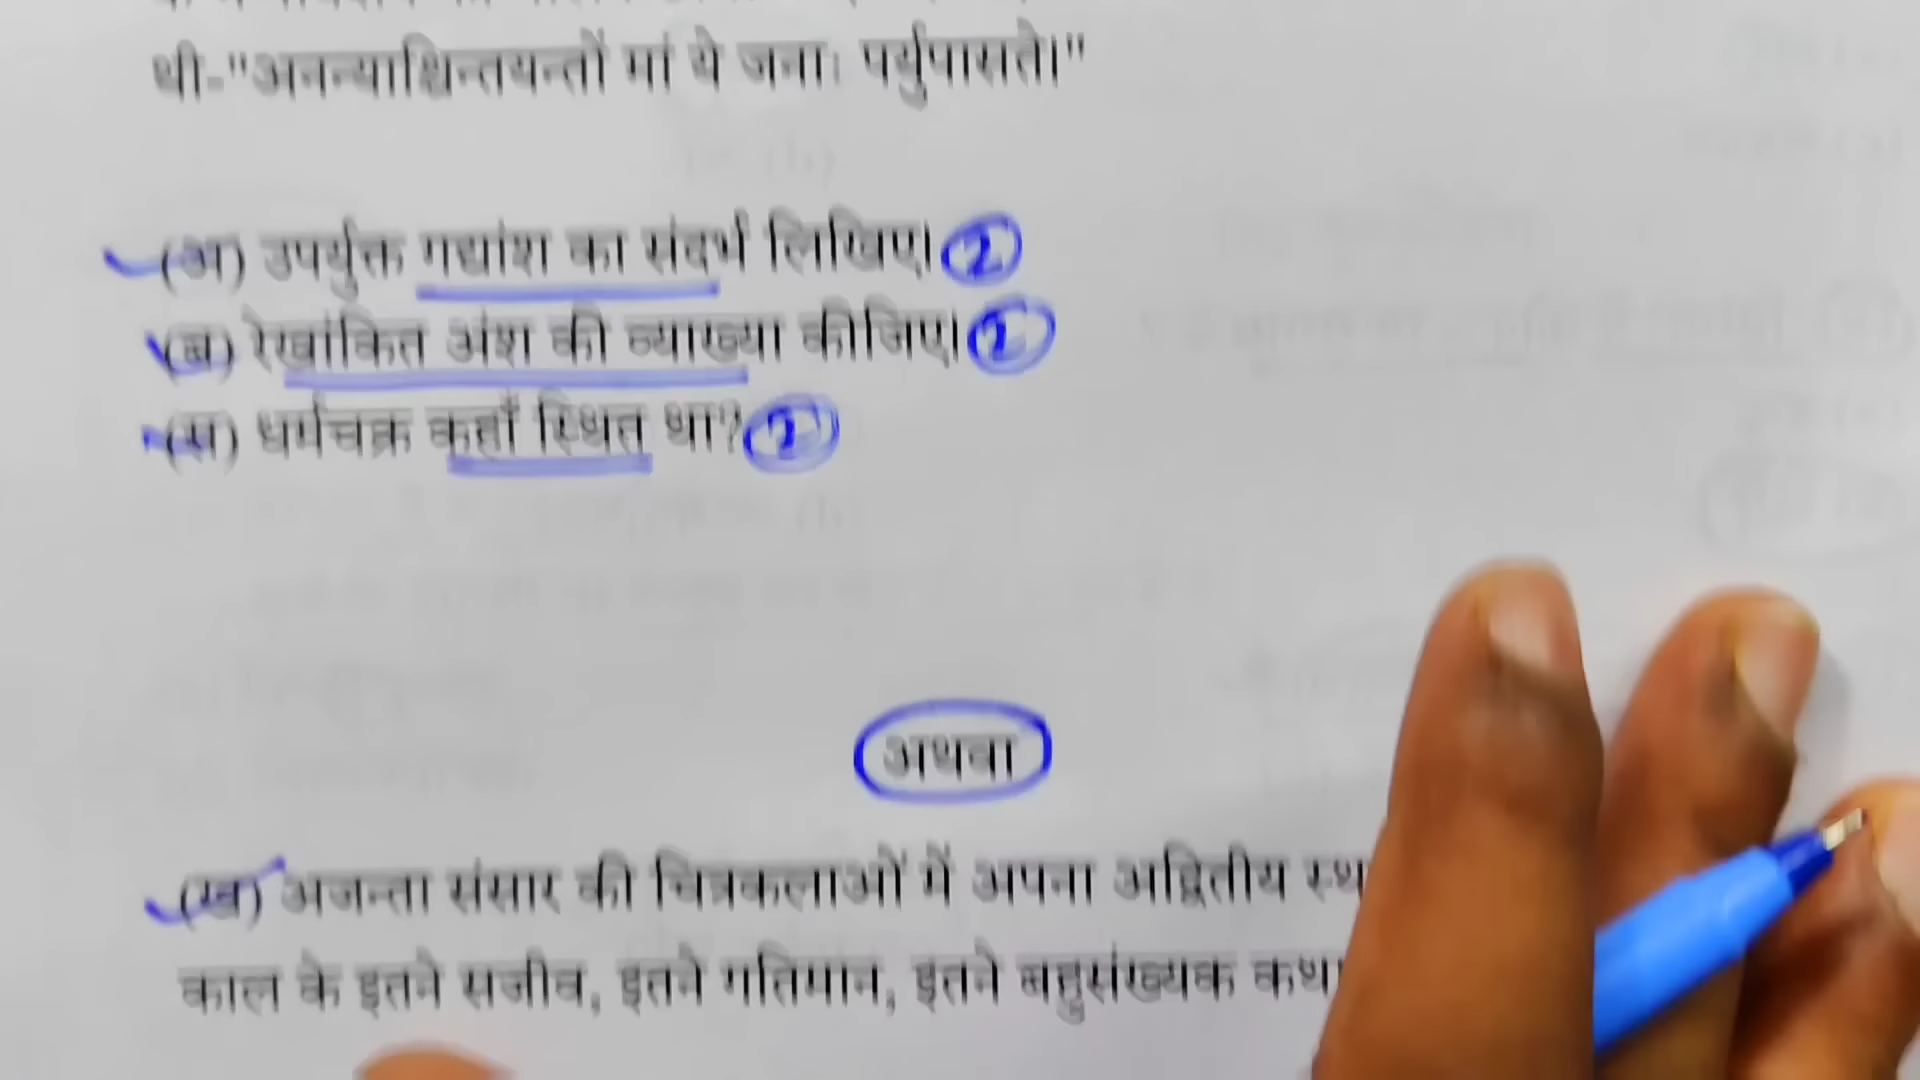 थी-"अनन्याश्चिन्तयन्तों मां ये जनाः पर्युपासते।"
(अ) उपर्युक्त गद्यांश का संदर्भ लिखिए। 2
(ब) रेखांकित अंश की व्याख्या कीजिए। 2
(स) धर्मचक्र कहाँ स्थित था? 2
अथवा
(ख) अजन्ता संसार की चित्रकलाओं में अपना अद्वितीय स्थ
काल के इतने सजीव, इतने गतिमान, इतने बहुसंख्यक कथा